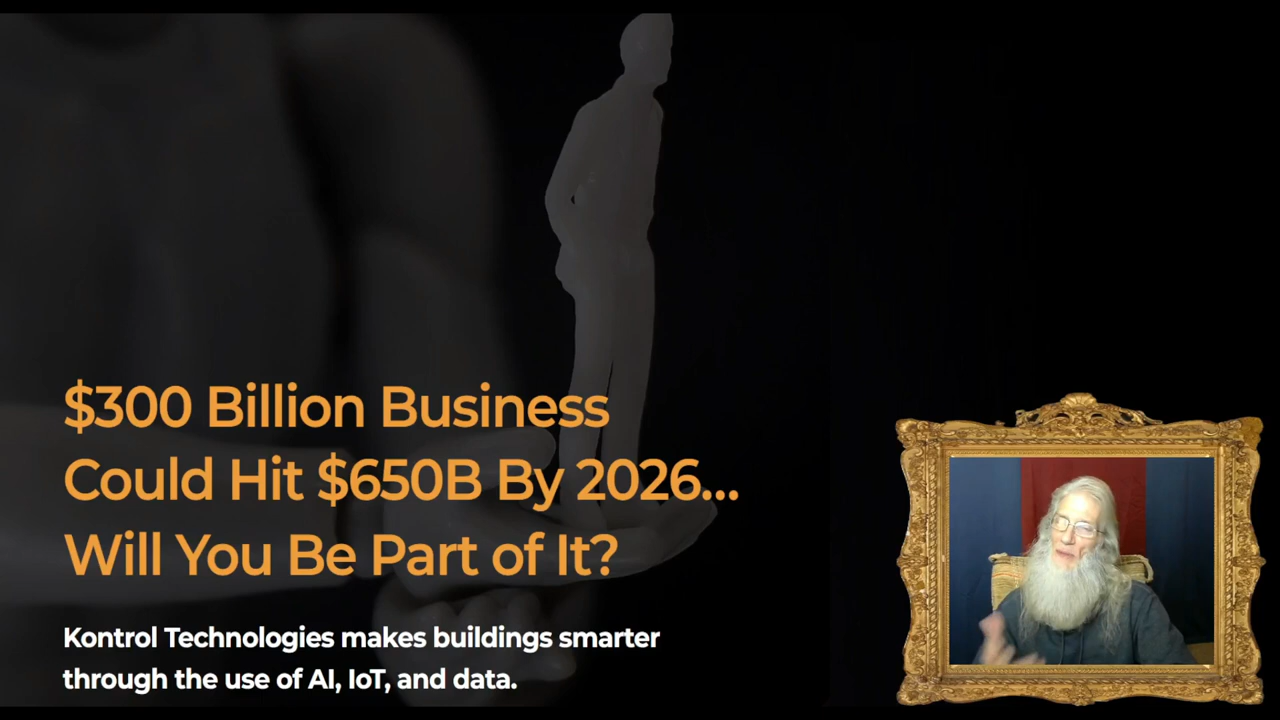 $300 Billion Business
Could Hit $650B By 2026...
Will You Be Part of It?
Kontrol Technologies makes buildings smarter
through the use of AI, IoT, and data.